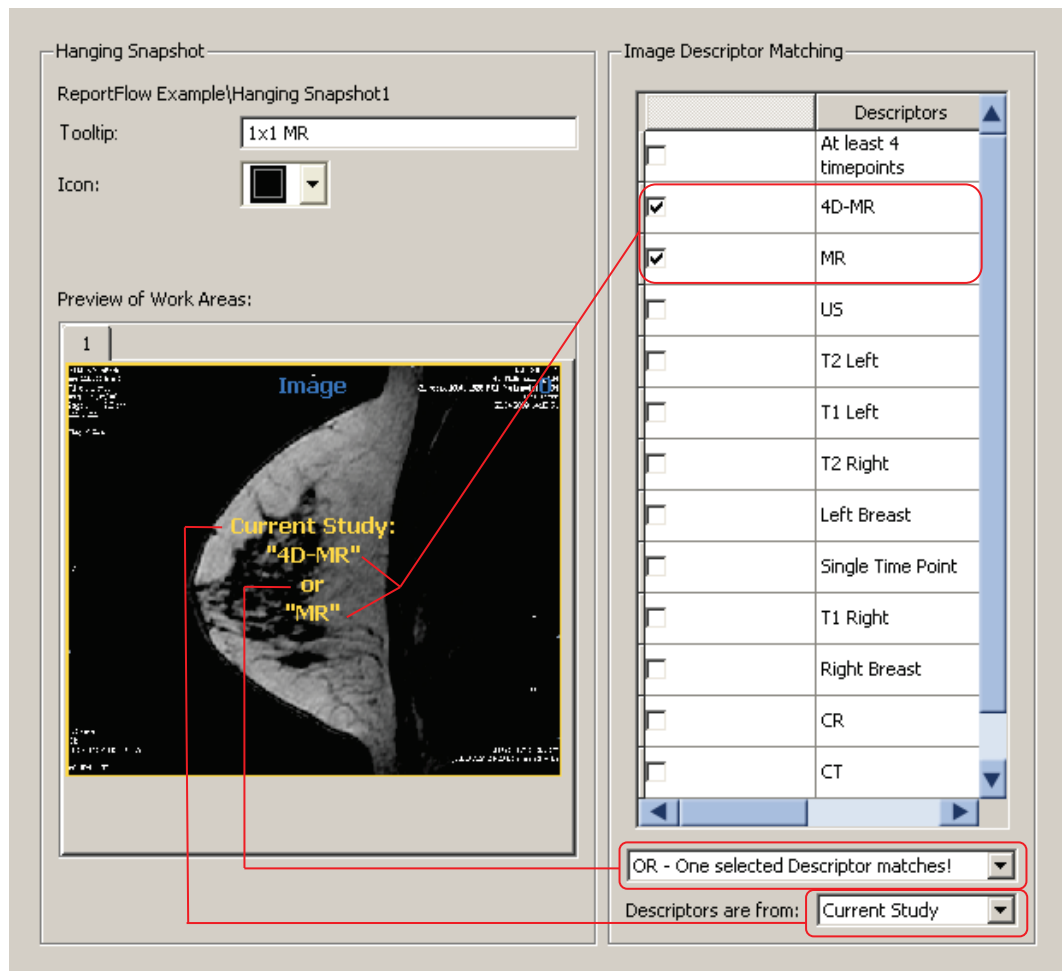 Hanging Snapshot
ReportFlow Example\Hanging Snapshot1
Tooltip:
1x1 MR
Icon:
Preview of Work Areas:
1
Image
d
Current Study:
"4D-MR"
or
"MR"
Image Descriptor Matching
Descriptors
At least 4
timepoints
4D-MR
MR
US
T2 Left
T1 Left
T2 Right
Left Breast
Single Time Point
T1 Right
Right Breast
CR
CT
OR - One selected Descriptor matches!
Descriptors are from:
Current Study